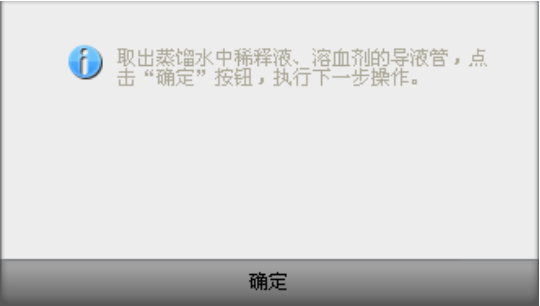 取出蒸馏水中稀释液、溶血剂的导液管，点
击“确定”按钮，执行下一步操作。
确定